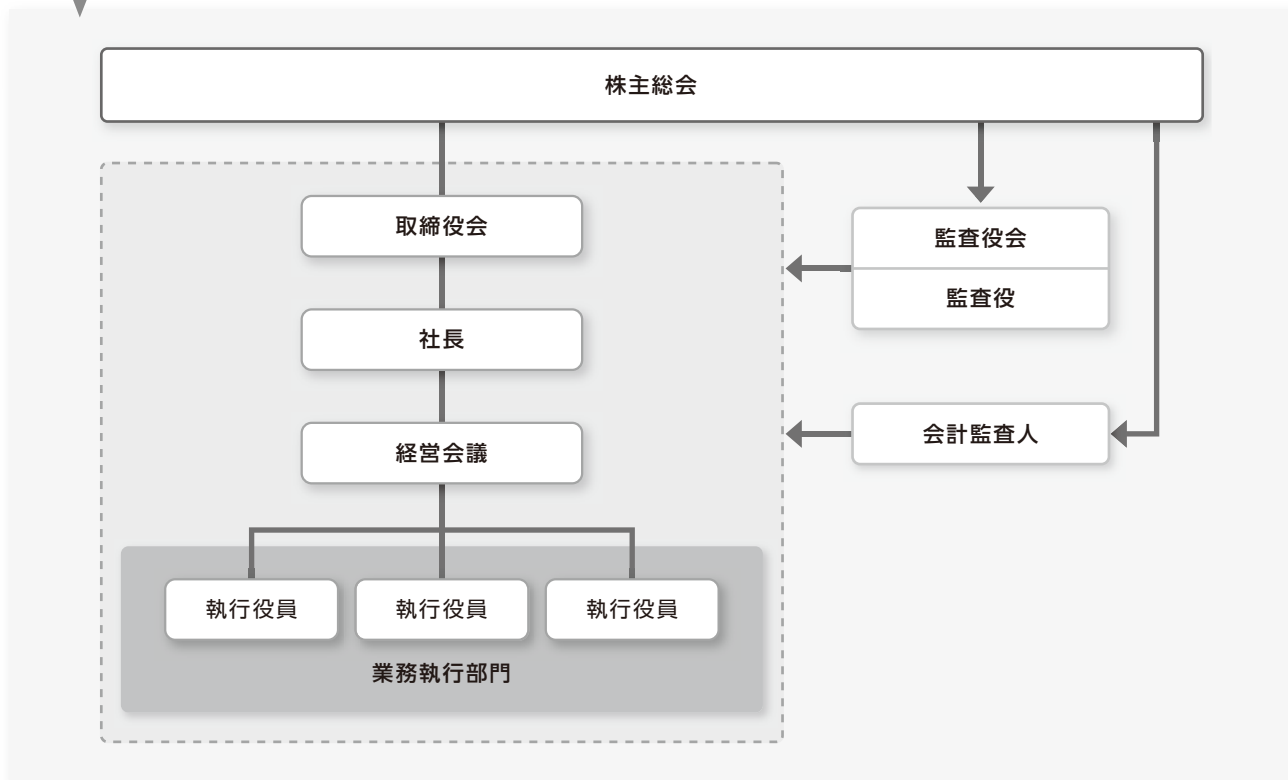 株主総会
取締役会
社長
経営会議
執行役員
執行役員
執行役員
業務執行部門
監査役会
監査役
会計監査人